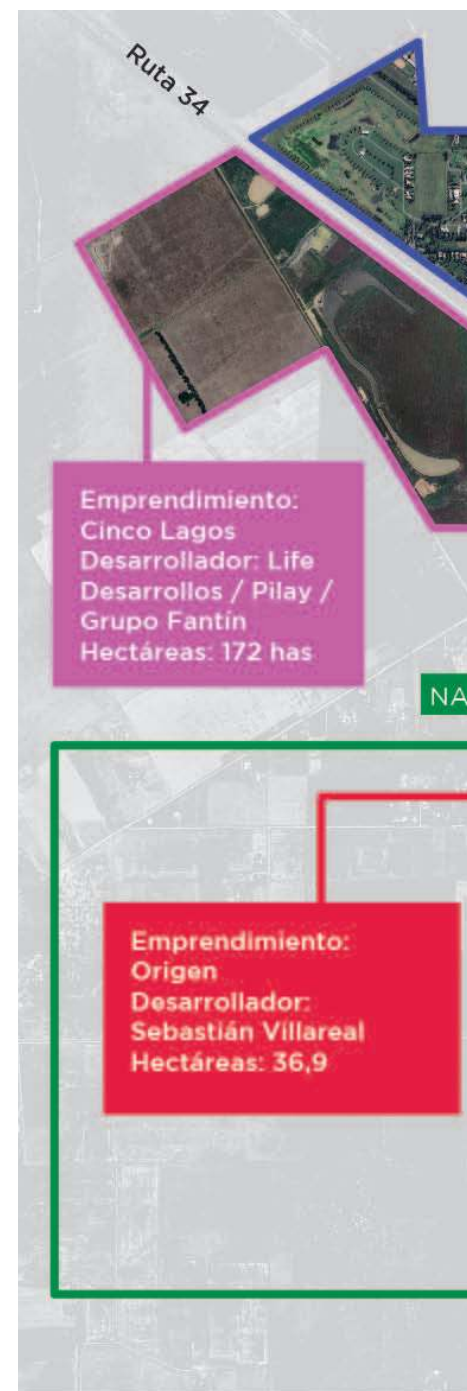 Ruta 34
Emprendimiento:
Cinco Lagos
Desarrollador: Life
Desarrollos / Pilay /
Grupo Fantín
Hectáreas: 172 has
NA
Emprendimiento:
Origen
Desarrollador:
Sebastián Villareal
Hectáreas: 36,9